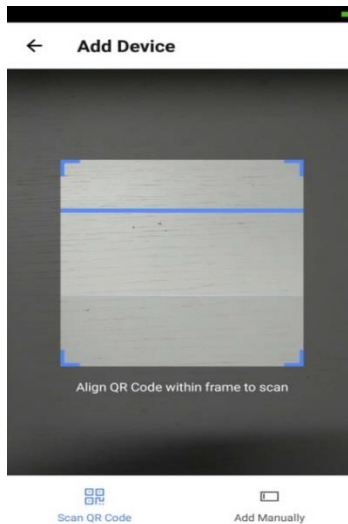 Add Device
Align QR Code within frame to scan
Scan QR Code
Add Manually